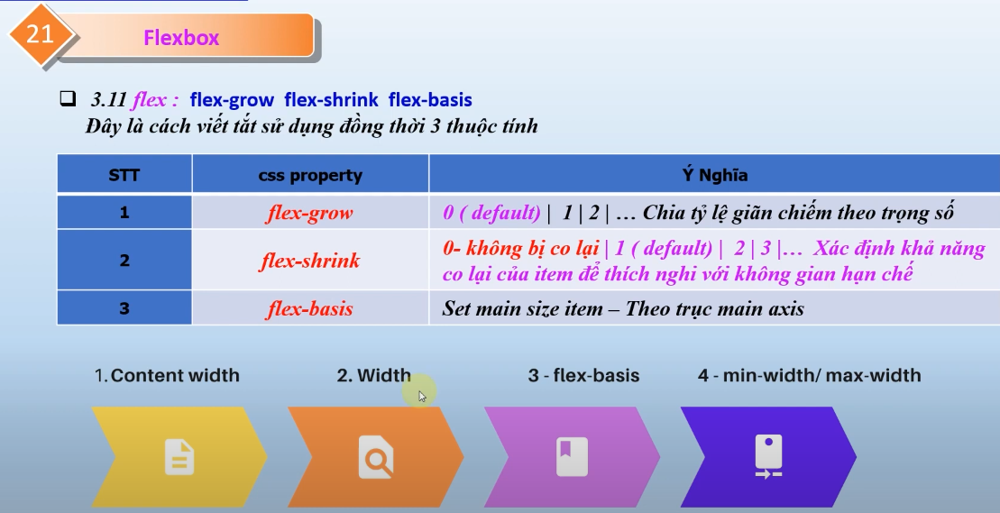 21
Flexbox
3.11 flex : flex-grow flex-shrink flex-basis
Đây là cách viết tắt sử dụng đồng thời 3 thuộc tính
STT css property Ý Nghĩa
1 flex-grow 0 ( default) | 1 | 2 | … Chia tỷ lệ giãn chiếm theo trọng số
2 flex-shrink 0- không bị co lại | 1 ( default) | 2 | 3 |… Xác định khả năng
co lại của item để thích nghi với không gian hạn chế
3 flex-basis Set main size item – Theo trục main axis
1. Content width 2. Width 3 - flex-basis 4 - min-width/ max-width